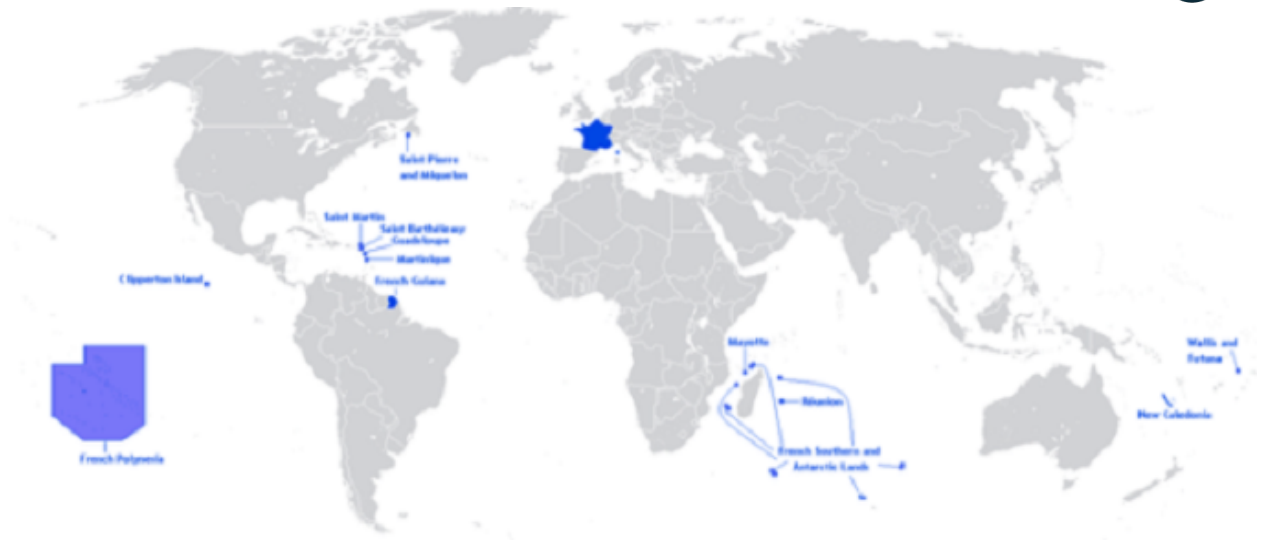 Saint Pierre
and Miquelon
Saint Martin
Saint Barthélemy
Guadeloupe
Martinique
French Guiana
Clipperton Island
French Polynesia
Mayotte
Réunion
French Southern and
Antarctic Lands
Wallis and
Futuna
New Caledonia